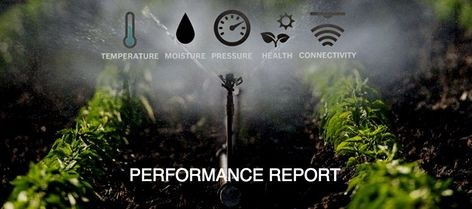 TEMPERATURE MOISTURE PRESSURE HEALTH CONNECTIVITY
PERFORMANCE REPORT